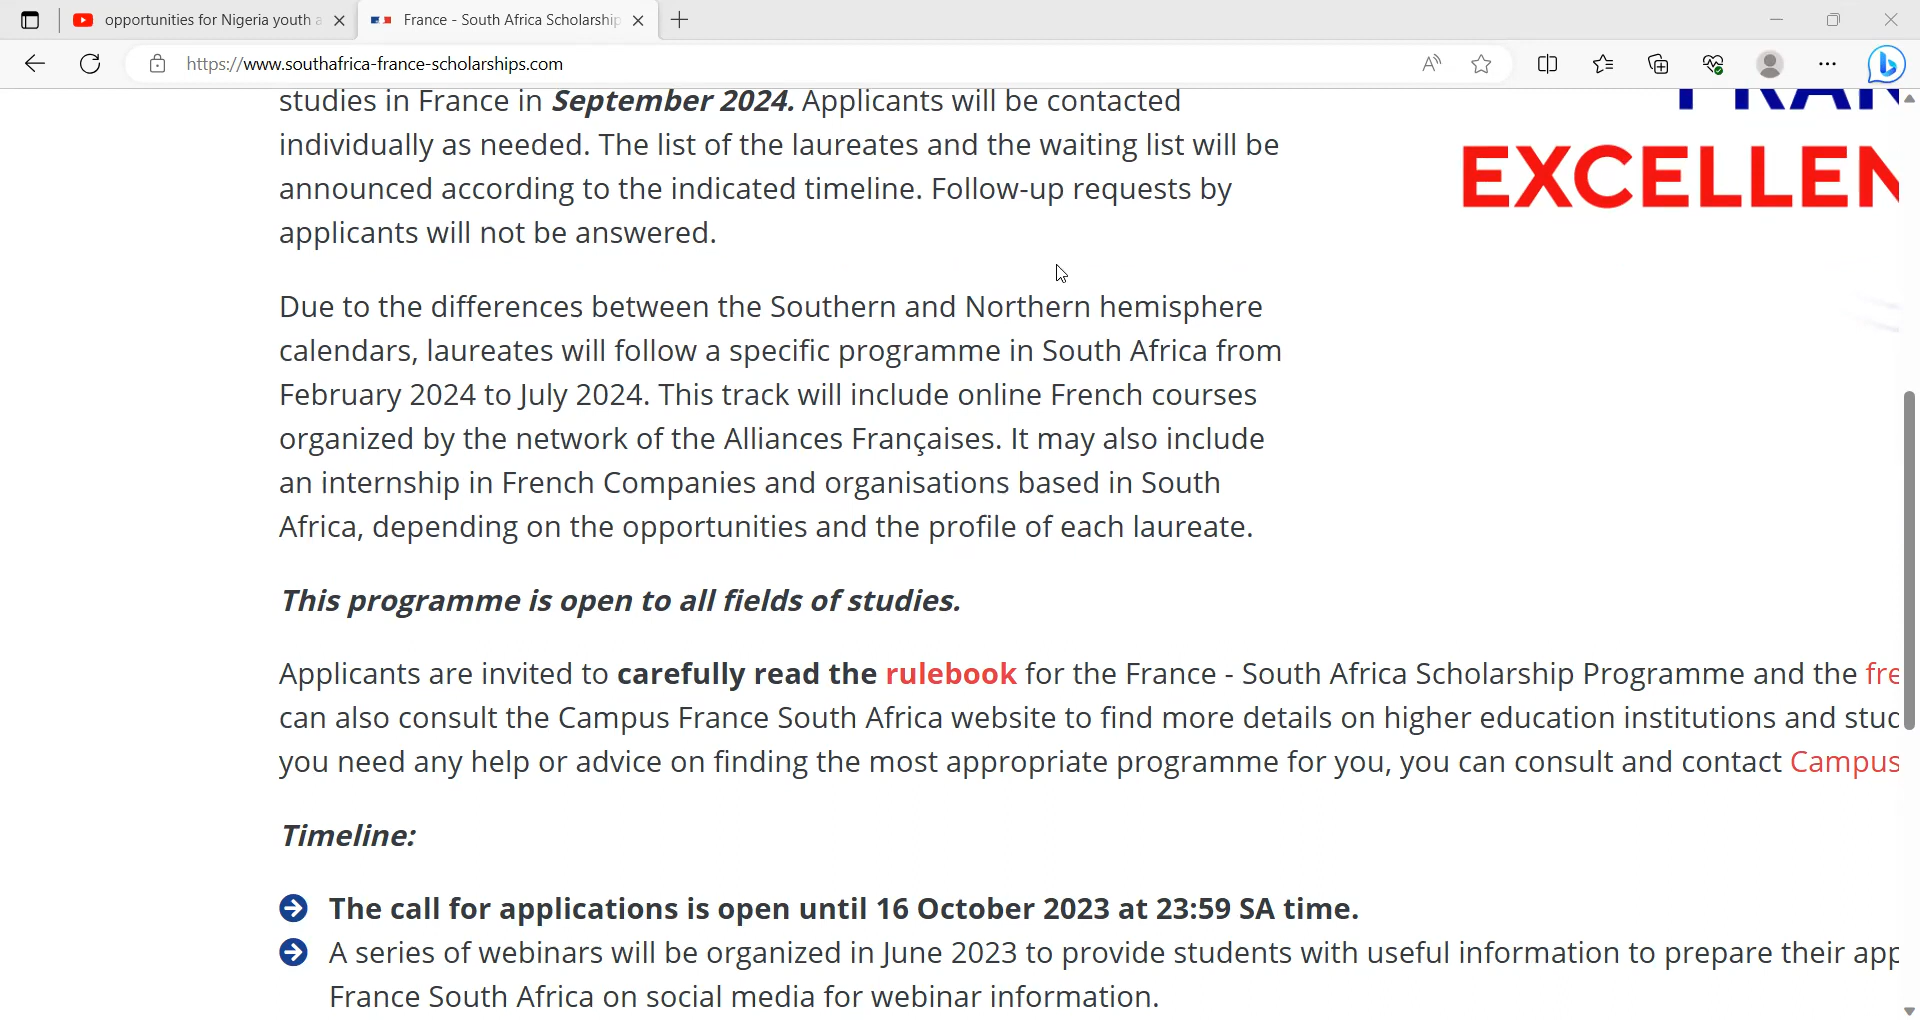 opportunities for Nigeria youth a
France - South Africa Scholarship
https://www.southafrica-france-scholarships.com
studies in France in September 2024. Applicants will be contacted
individually as needed. The list of the laureates and the waiting list will be
announced according to the indicated timeline. Follow-up requests by
applicants will not be answered.
EXCELLEN
Due to the differences between the Southern and Northern hemisphere
calendars, laureates will follow a specific programme in South Africa from
February 2024 to July 2024. This track will include online French courses
organized by the network of the Alliances Françaises. It may also include
an internship in French Companies and organisations based in South
Africa, depending on the opportunities and the profile of each laureate.
This programme is open to all fields of studies.
Applicants are invited to carefully read the rulebook for the France - South Africa Scholarship Programme and the fre
can also consult the Campus France South Africa website to find more details on higher education institutions and stud
you need any help or advice on finding the most appropriate programme for you, you can consult and contact Campus
Timeline:
The call for applications is open until 16 October 2023 at 23:59 SA time.
A series of webinars will be organized in June 2023 to provide students with useful information to prepare their app
France South Africa on social media for webinar information.